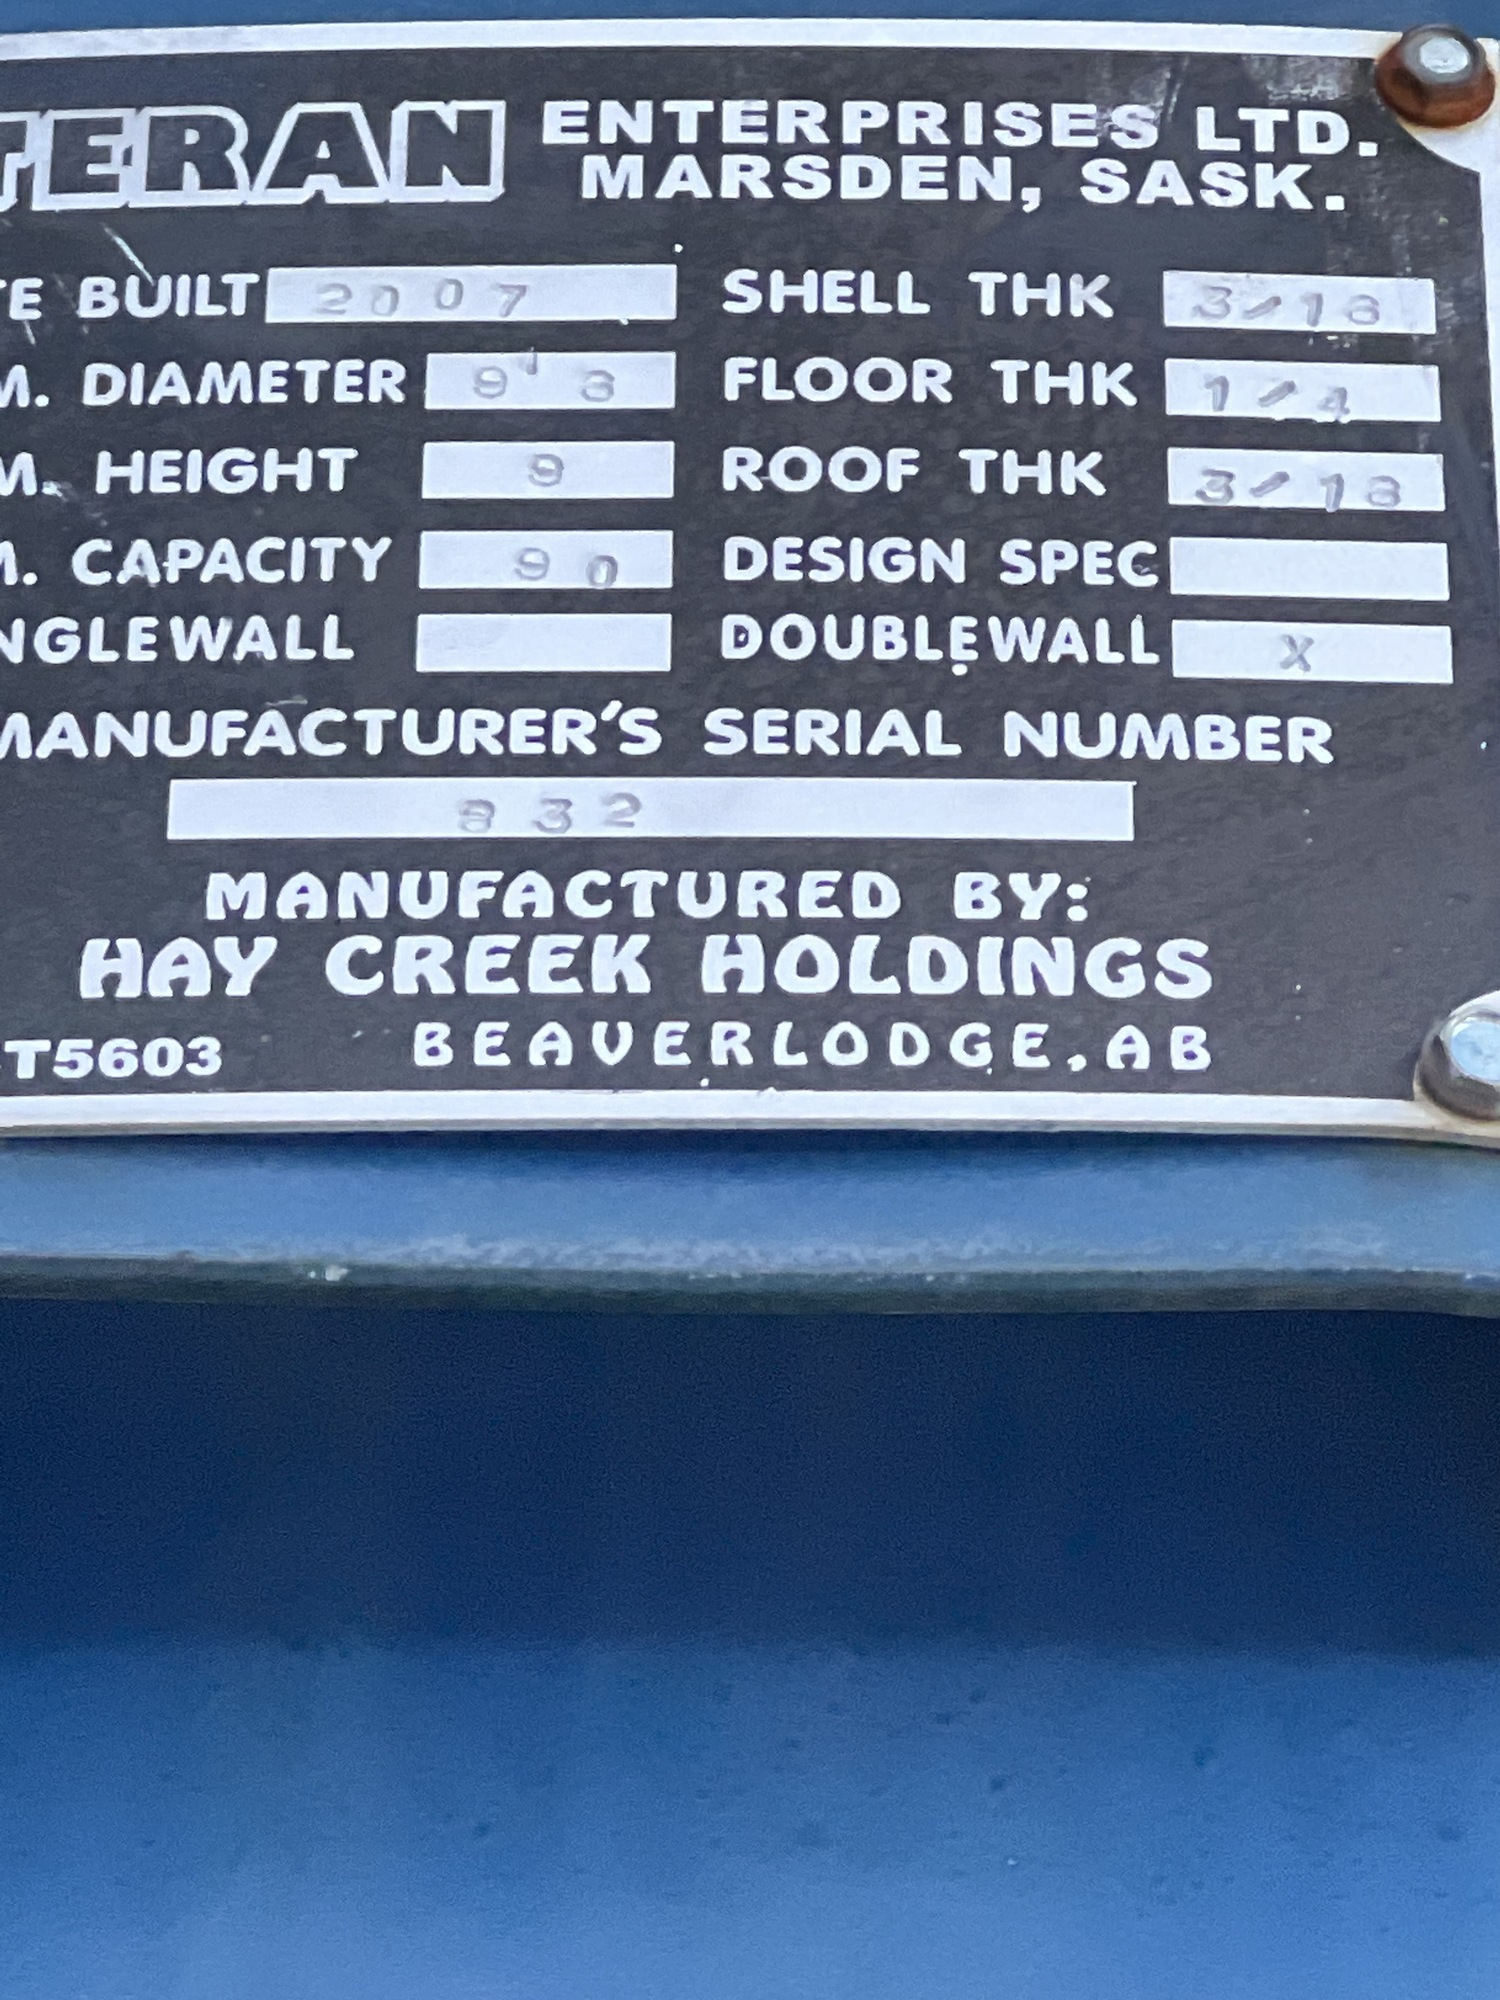 TERAN ENTERPRISES LTD.
MARSDEN, SASK.
TE BUILT 2007 SHELL THK 3/16
M. DIAMETER FLOOR THK 1/4
M. HEIGHT 9 ROOF THK 3/16
M. CAPACITY 90 DESIGN SPEC
NGLEWALL DOUBLEWALL X
MANUFACTURER'S SERIAL NUMBER
832
MANUFACTURED BY:
HAY CREEK HOLDINGS
T5603 BEAVERLODGE, AB